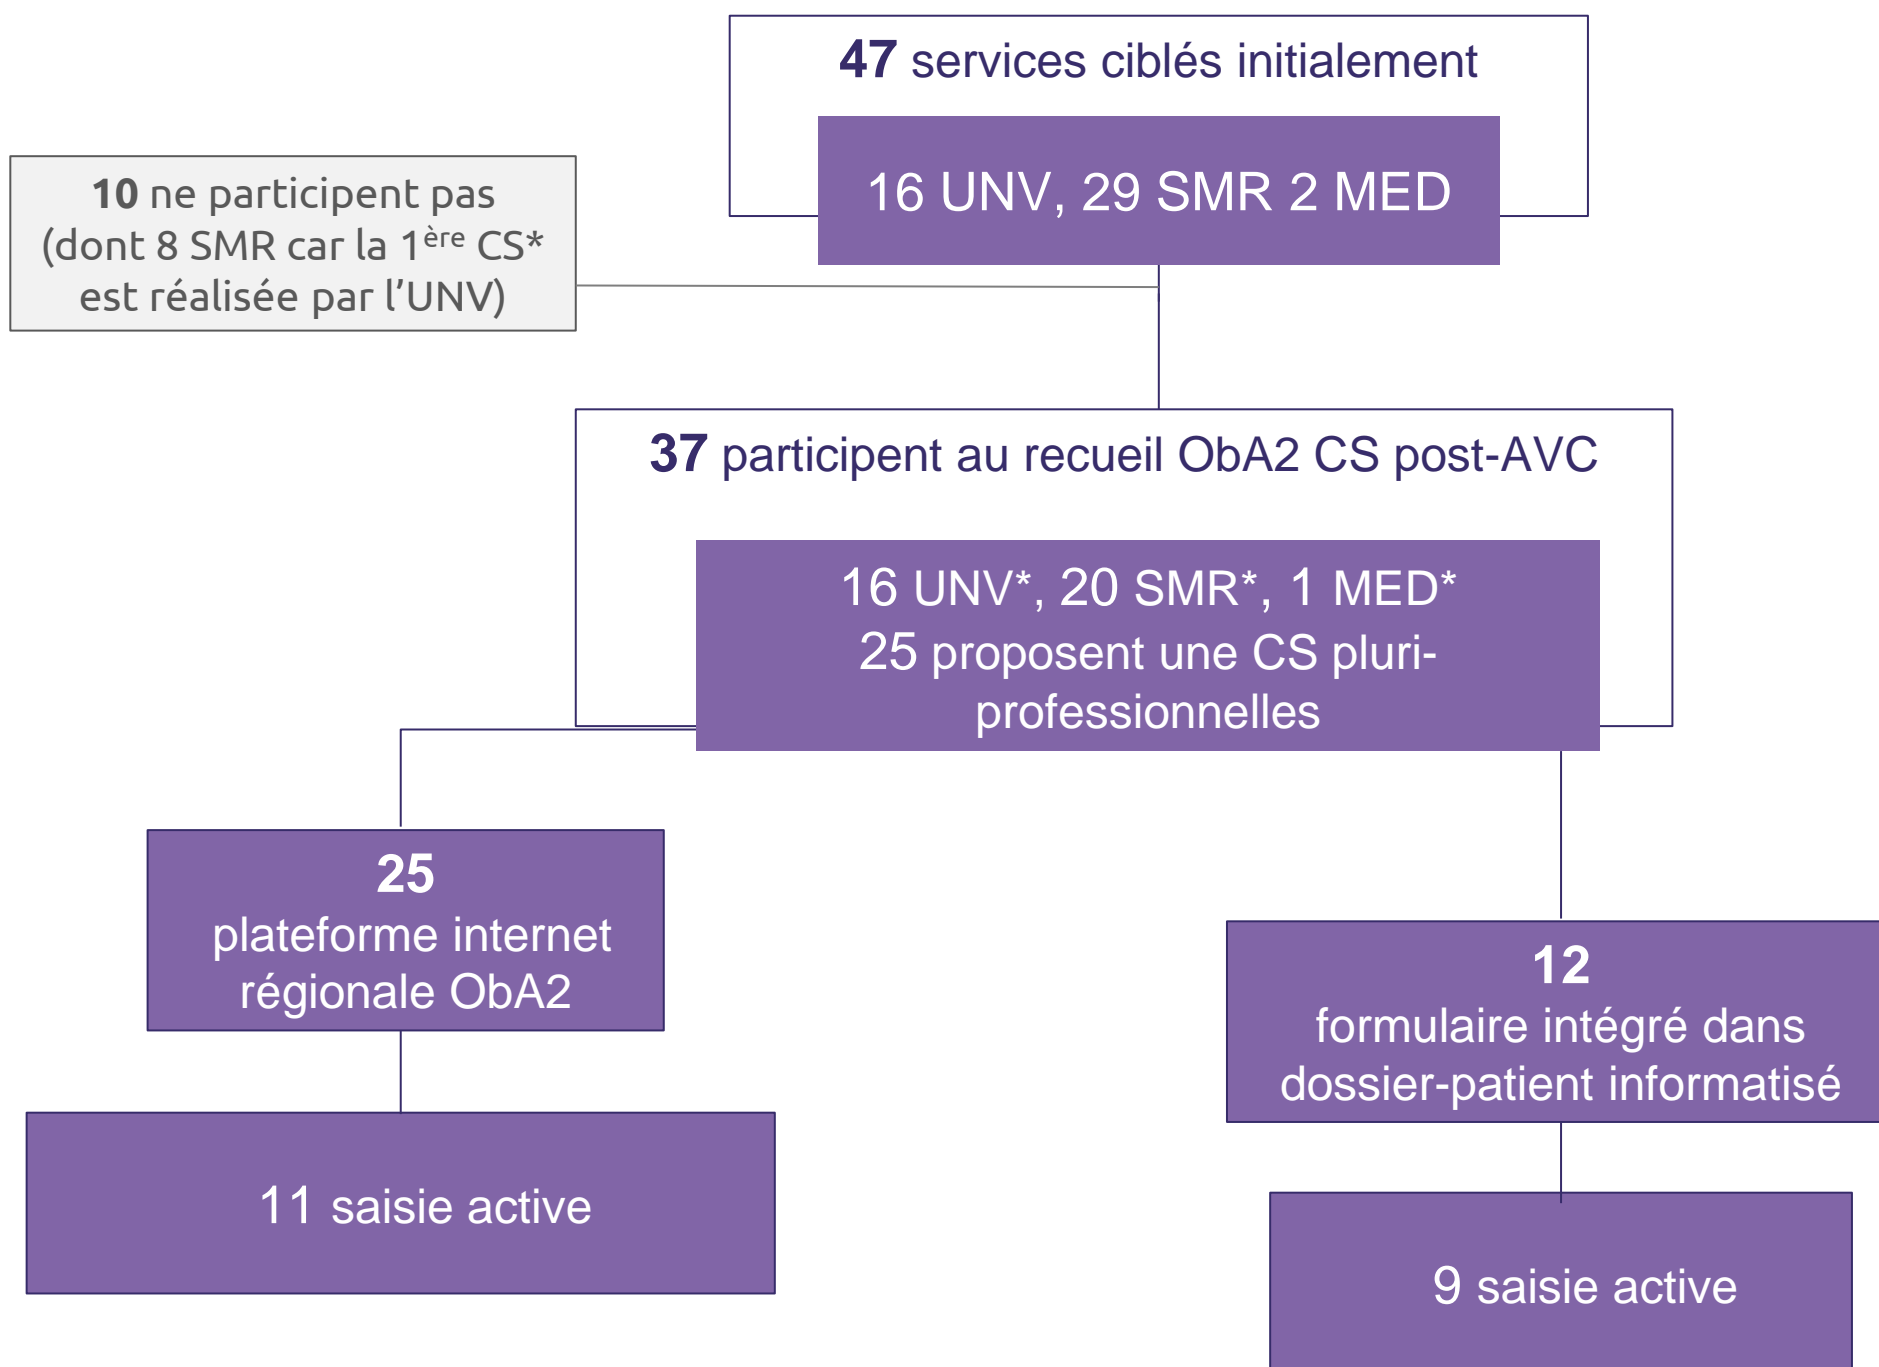 47 services ciblés initialement
16 UNV, 29 SMR 2 MED
10 ne participent pas
(dont 8 SMR car la 1ère CS*
est réalisée par l’UNV)
37 participent au recueil ObA2 CS post-AVC
16 UNV*, 20 SMR*, 1 MED*
25 proposent une CS pluri-
professionnelles
25
plateforme internet
régionale ObA2
12
formulaire intégré dans
dossier-patient informatisé
11 saisie active
9 saisie active